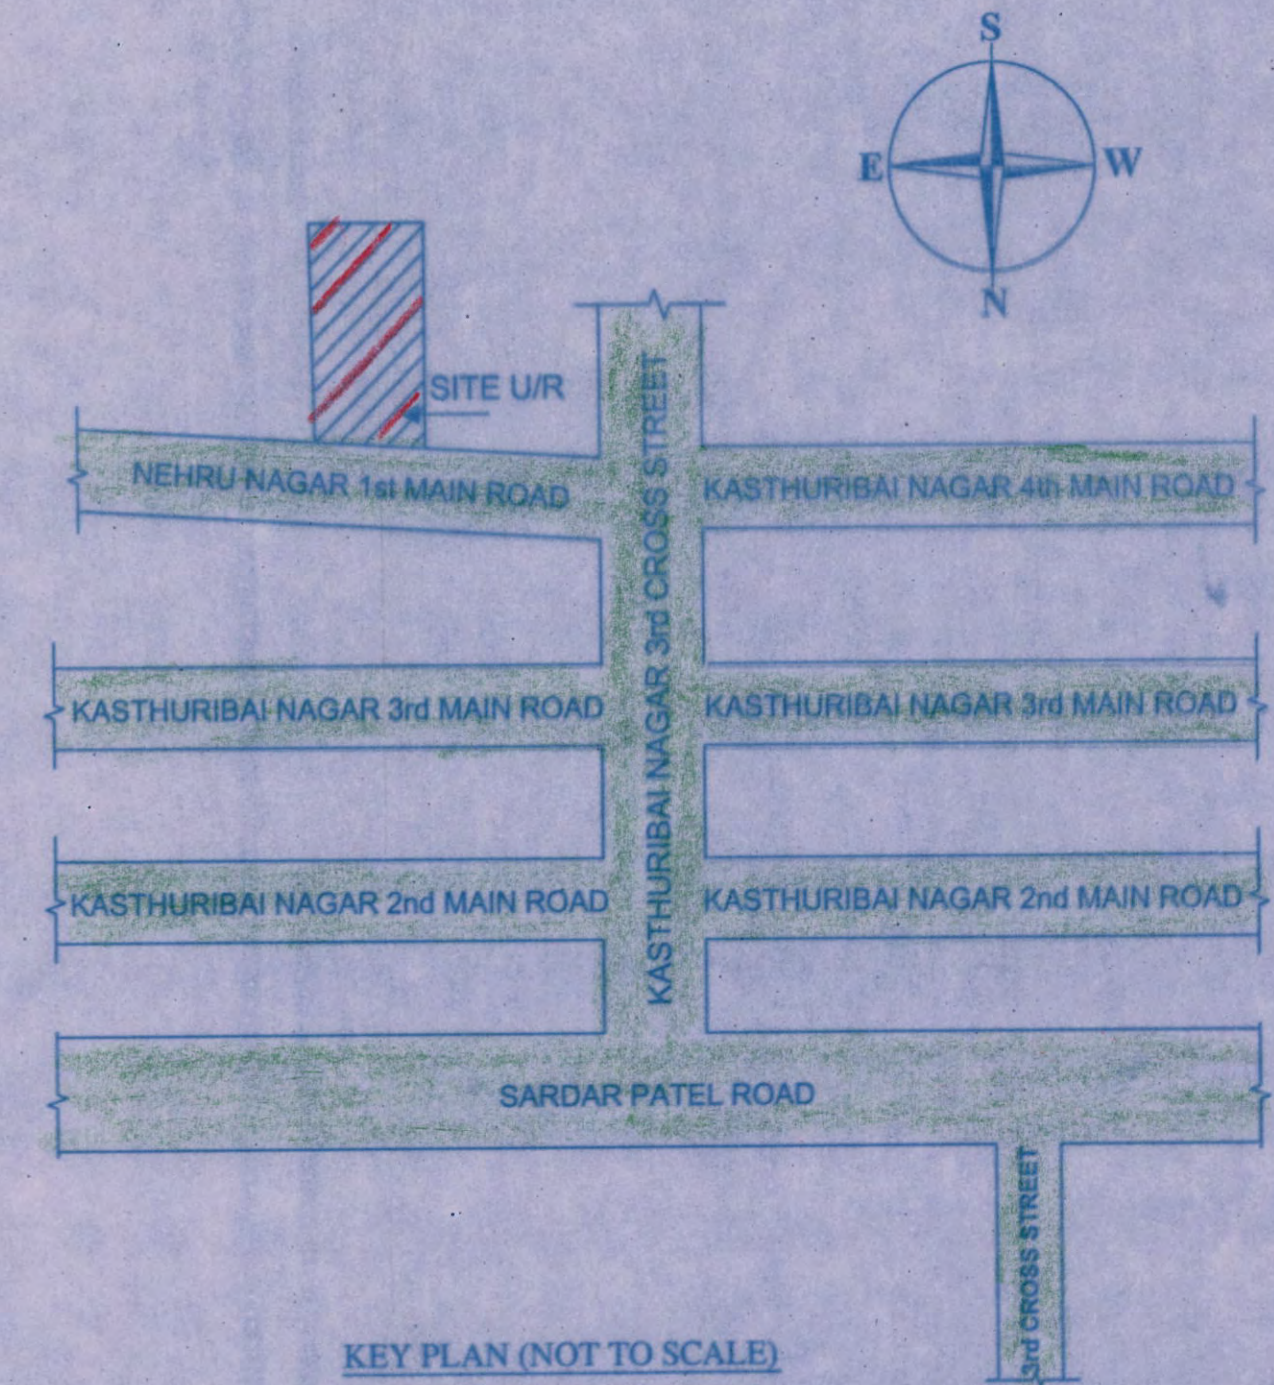 S
E
W
N
SITE U/R
NEHRU NAGAR 1st MAIN ROAD
KASTHURIBAI NAGAR 4th MAIN ROAD
KASTHURIBAI NAGAR 3rd CROSS STREET
KASTHURIBAI NAGAR 3rd MAIN ROAD
KASTHURIBAI NAGAR 3rd MAIN ROAD
KASTHURIBAI NAGAR 2nd MAIN ROAD
KASTHURIBAI NAGAR 2nd MAIN ROAD
SARDAR PATEL ROAD
3rd CROSS STREET
KEY PLAN (NOT TO SCALE)